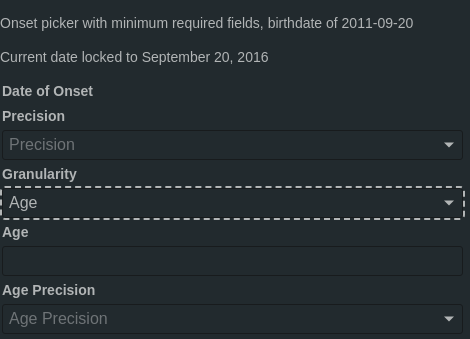 Onset picker with minimum required fields, birthdate of 2011-09-20
Current date locked to September 20, 2016
Date of Onset
Precision
Precision
Granularity
Age
Age
Age Precision
Age Precision